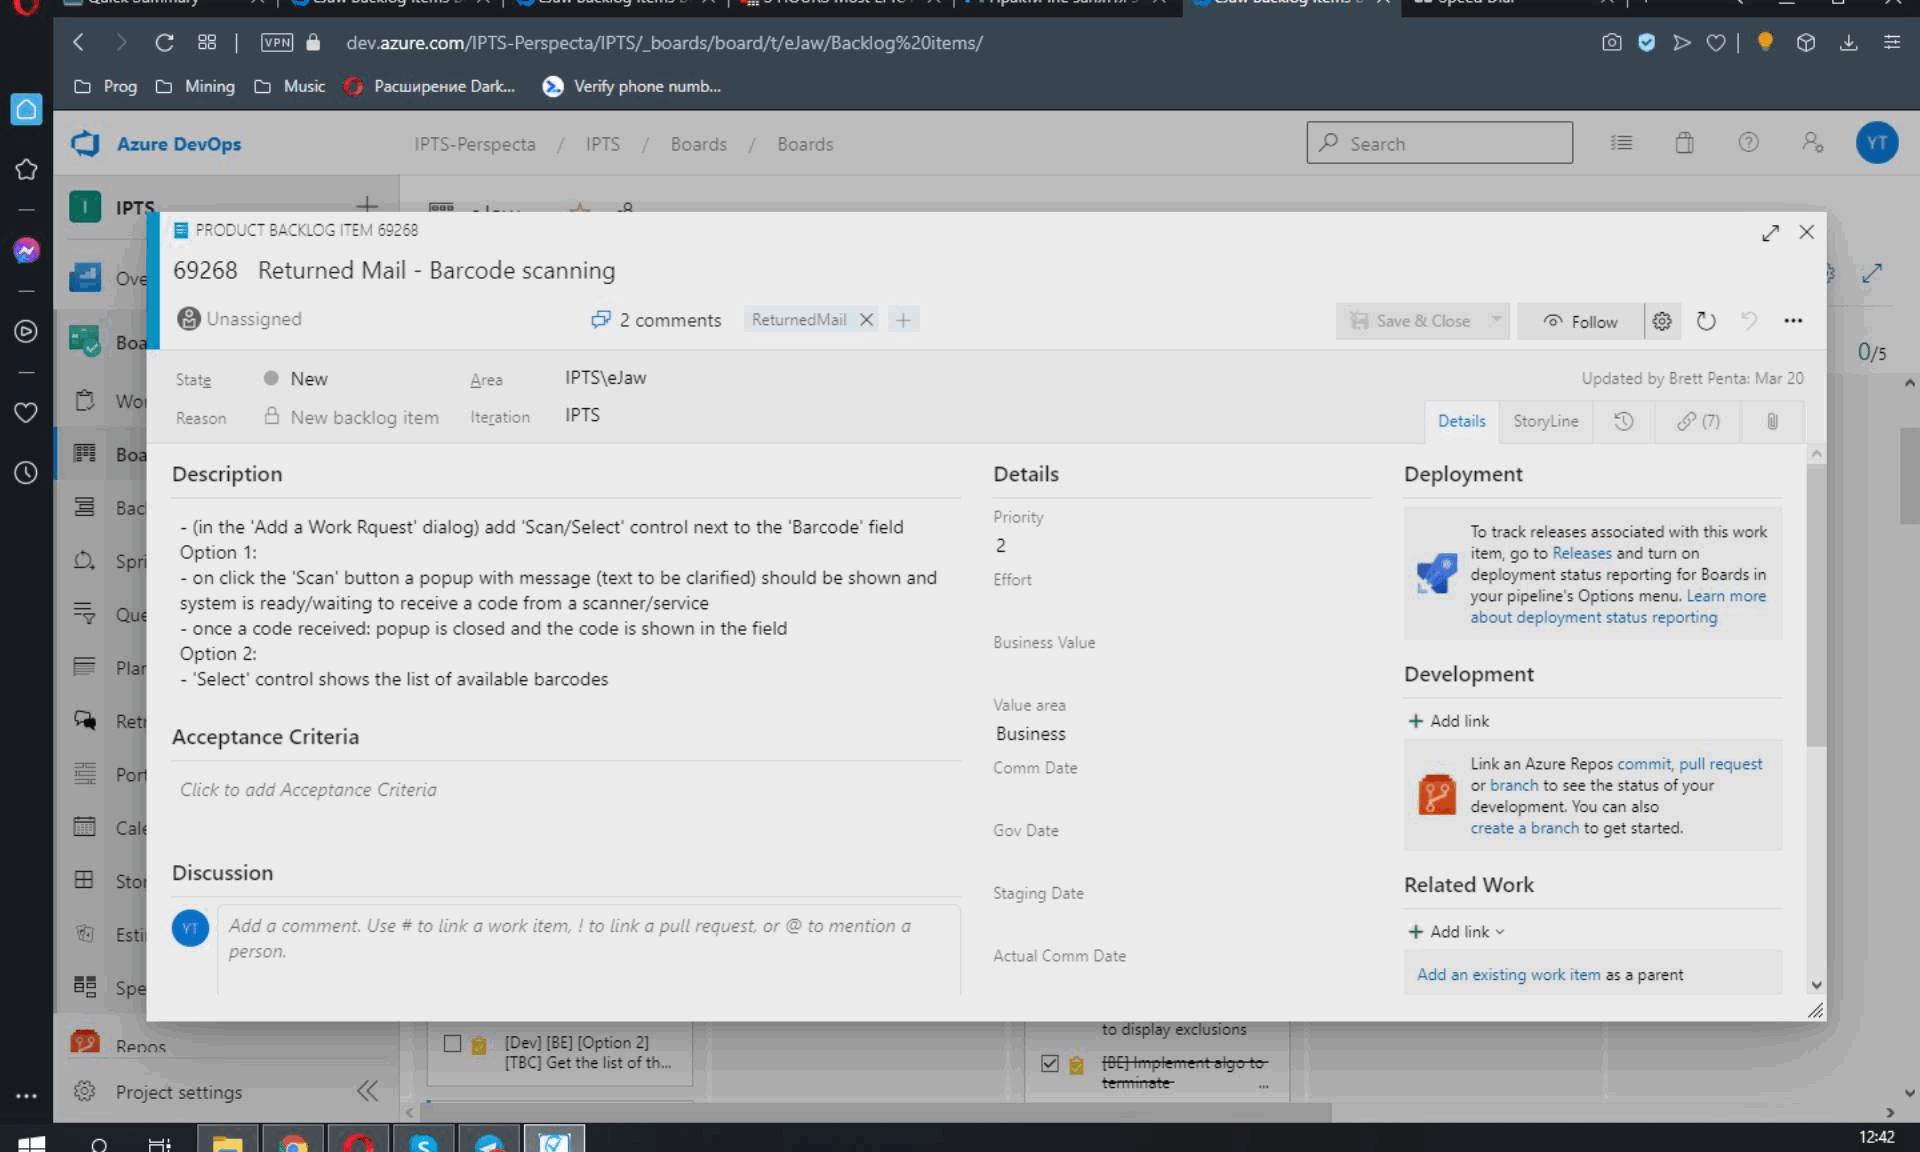 Quick Summary
Speed Dial
VPN
dev.azure.com/IPTS-Perspecta/IPTS/_boards/board/t/eJaw/Backlog%20items/
Prog
Mining
Music
Расширение Dark...
Verify phone numb...
Azure DevOps
IPTS-Perspecta / IPTS / Boards / Boards
Search
YT
I
IPTS
PRODUCT BACKLOG ITEM 69268
69268 Returned Mail - Barcode scanning
Unassigned
2 comments
ReturnedMail
Save & Close
Follow
0/5
State
New
Area
IPTS\eJaw
Updated by Brett Penta: Mar 20
Reason
New backlog item
Iteration
IPTS
Details
StoryLine
(7)
Description
- (in the 'Add a Work Rquest' dialog) add 'Scan/Select' control next to the 'Barcode' field
Option 1:
- on click the 'Scan' button a popup with message (text to be clarified) should be shown and
system is ready/waiting to receive a code from a scanner/service
- once a code received: popup is closed and the code is shown in the field
Option 2:
- 'Select' control shows the list of available barcodes
Acceptance Criteria
Click to add Acceptance Criteria
Discussion
YT
Add a comment. Use # to link a work item, ! to link a pull request, or @ to mention a
person.
Details
Priority
2
Effort
Business Value
Value area
Business
Comm Date
Gov Date
Staging Date
Actual Comm Date
Deployment
To track releases associated with this work
item, go to Releases and turn on
deployment status reporting for Boards in
your pipeline's Options menu. Learn more
about deployment status reporting
Development
Add link
Link an Azure Repos commit, pull request
or branch to see the status of your
development. You can also
create a branch to get started.
Related Work
Add link
Add an existing work item as a parent
Ove
Boa
Wor
Boa
Bac
Spri
Que
Plar
Retr
Port
Cale
Stor
Esti
Spe
Repos
Project settings
[Dev] [BE] [Option 2]
[TBC] Get the list of th...
to display exclusions
[BE] Implement algo to
terminate
...
12:42